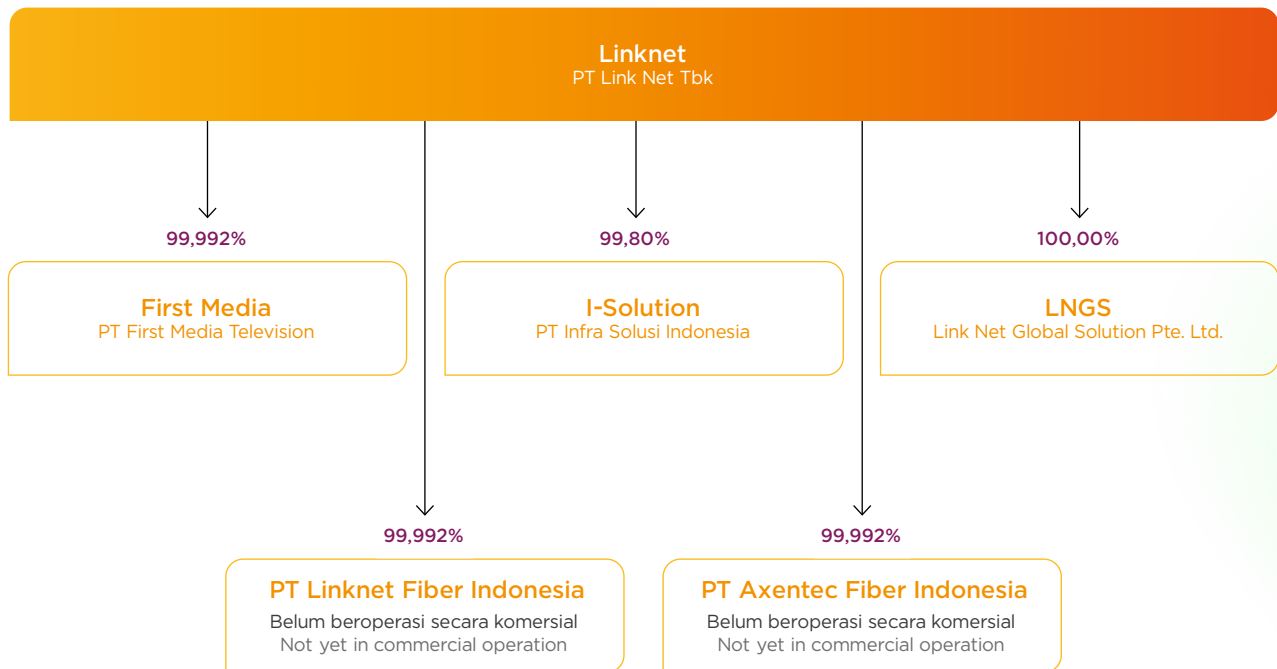 Linknet
PT Link Net Tbk
99,992%
First Media
PT First Media Television
99,80%
I-Solution
PT Infra Solusi Indonesia
100,00%
LNGS
Link Net Global Solution Pte. Ltd.
99,992%
PT Linknet Fiber Indonesia
Belum beroperasi secara komersial
Not yet in commercial operation
99,992%
PT Axentec Fiber Indonesia
Belum beroperasi secara komersial
Not yet in commercial operation